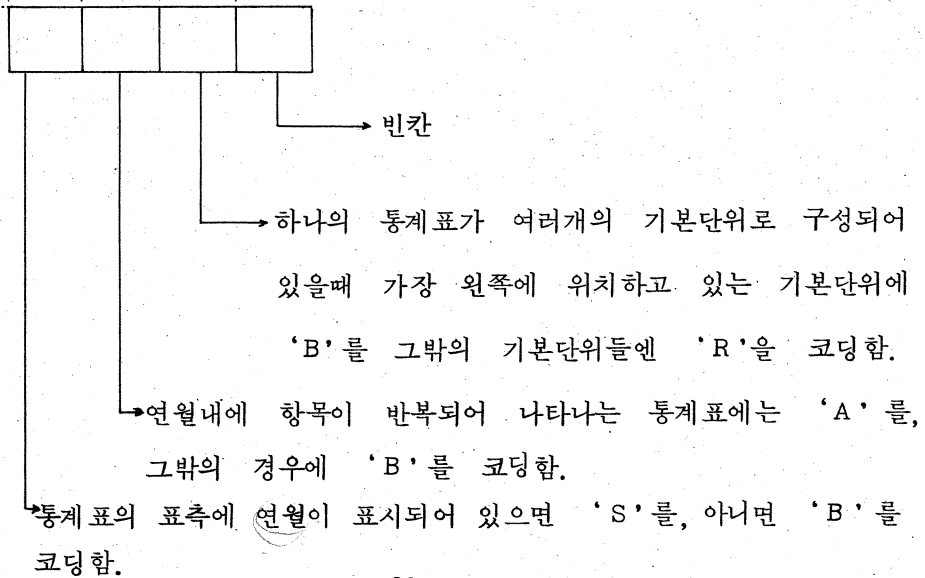 빈칸
하나의 통계표가 여러개의 기본단위로 구성되어
있을때 가장 왼쪽에 위치하고 있는 기본단위에
‘B’를 그밖의 기본단위들엔 ‘R’을 코딩함.
연월내에 항목이 반복되어 나타나는 통계표에는 ‘A’를,
그밖의 경우에 ‘B’를 코딩함.
통계표의 표측에 연월이 표시되어 있으면 ‘S’를, 아니면 ‘B’를
코딩함.